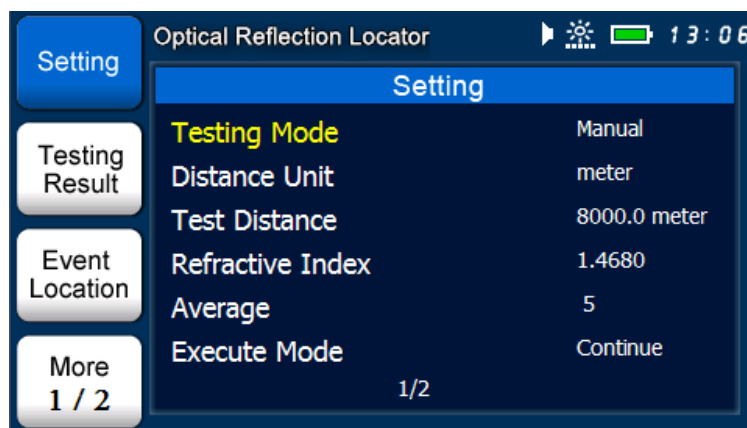 Setting
Optical Reflection Locator
13:06
Setting
Testing Mode Manual
Testing
Result
Distance Unit meter
Test Distance 8000.0 meter
Event
Location
Refractive Index 1.4680
Average 5
Execute Mode Continue
More
1 / 2
1/2